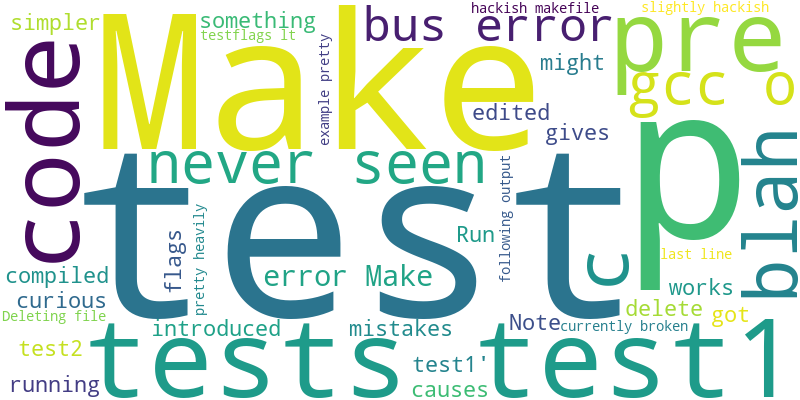 hackish makefile
slightly hackish
simpler
something
bus error
pre
testflags lt
Make
code
example pretty
might
gcc o
edited
gives
never seen
test
p
blah
following output
pretty heavily
flags
Run
c
last line
error Make
compiled
works
curious
delete
got
Deleting file
introduced
mistakes
Note
currently broken
tests
test1
test2
test1'
running
causes